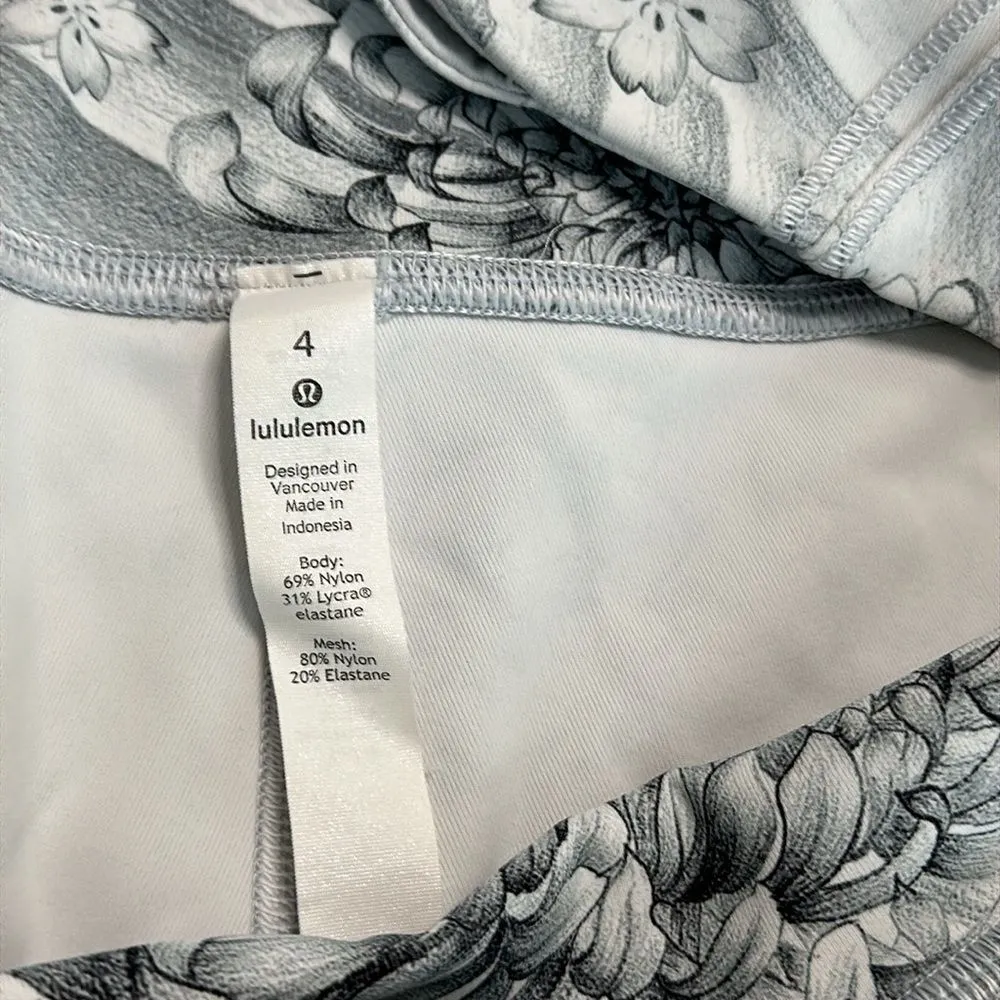 4
lululemon
Designed in
Vancouver
Made in
Indonesia
Body:
69% Nylon
31% Lycra®
elastane
Mesh:
80% Nylon
20% Elastane